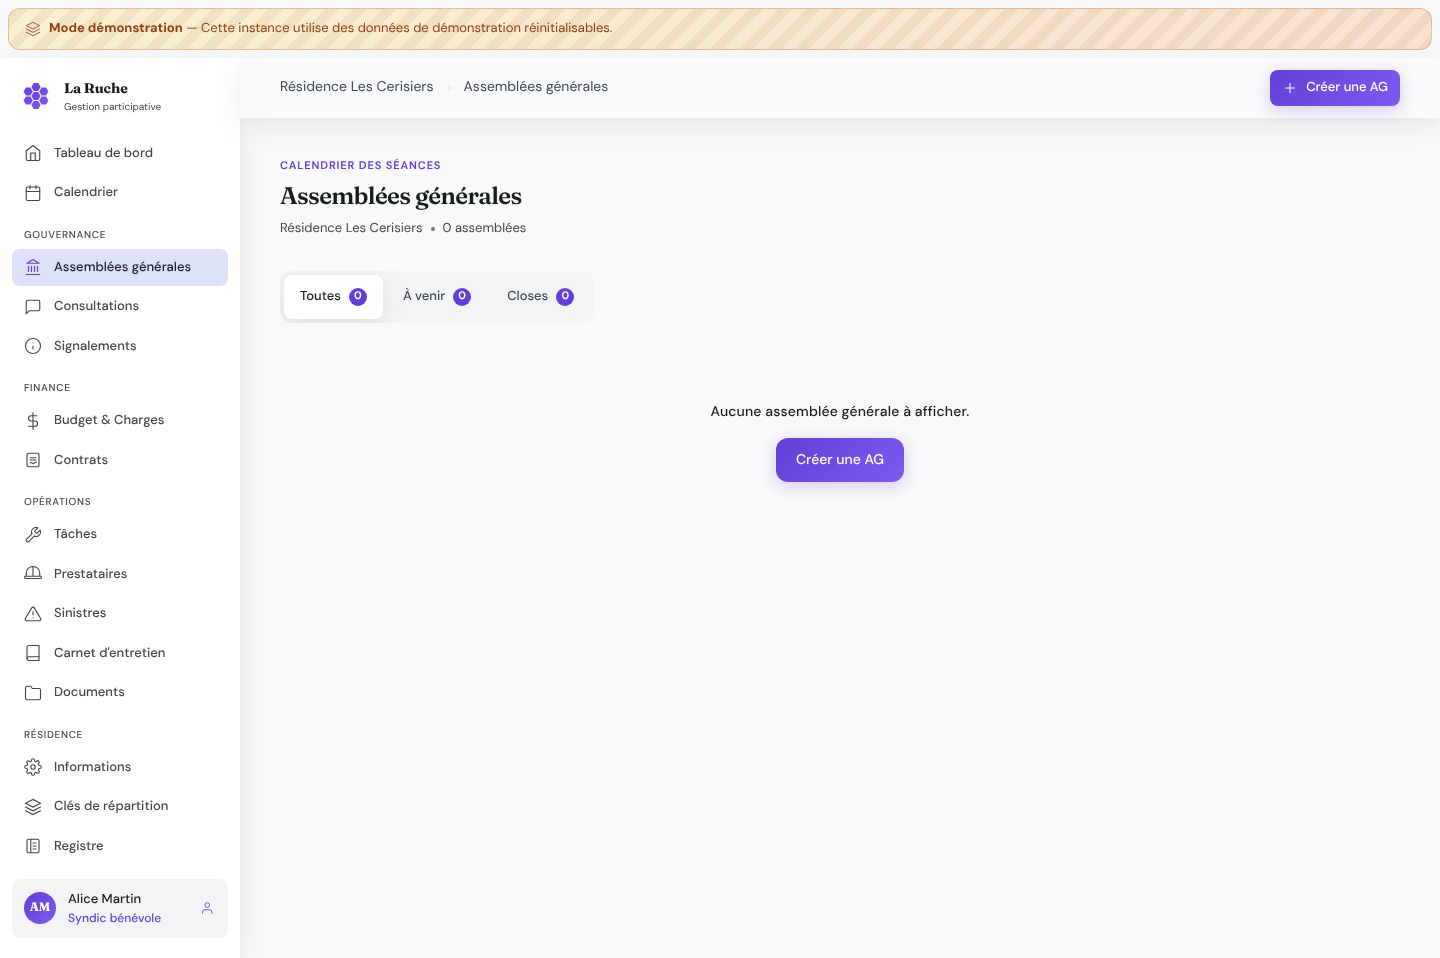 Mode démonstration — Cette instance utilise des données de démonstration réinitialisables.
La Ruche
Gestion participative
Tableau de bord
Calendrier
GOUVERNANCE
Assemblées générales
Consultations
Signalements
FINANCE
Budget & Charges
Contrats
OPÉRATIONS
Tâches
Prestataires
Sinistres
Carnet d'entretien
Documents
RÉSIDENCE
Informations
Clés de répartition
Registre
AM
Alice Martin
Syndic bénévole
Résidence Les Cerisiers > Assemblées générales
Créer une AG
CALENDRIER DES SÉANCES
Assemblées générales
Résidence Les Cerisiers • 0 assemblées
Toutes 0 À venir 0 Closes 0
Aucune assemblée générale à afficher.
Créer une AG